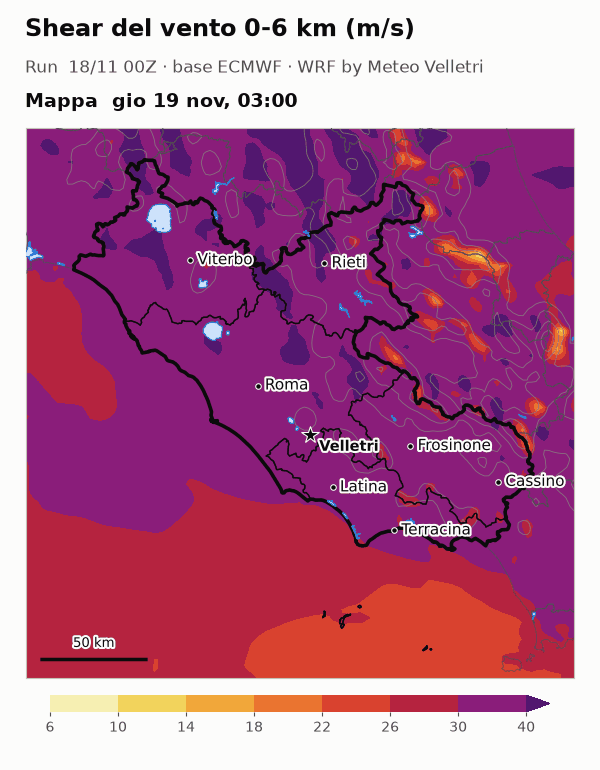 Shear del vento 0-6 km (m/s)
Run  18/11 00Z · base ECMWF · WRF by Meteo Velletri
Mappa  gio 19 nov, 03:00
Viterbo
Rieti
Roma
Velletri
Frosinone
Latina
Cassino
Terracina
50 km
6 10 14 18 22 26 30 40